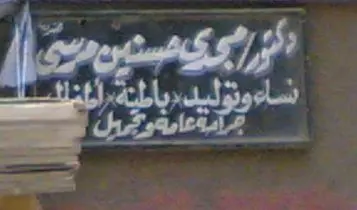 دكتور/ مجدى حسنين مرسى
نساء وتوليد × باطنة × اطفال
جراحة عامة وتجميل